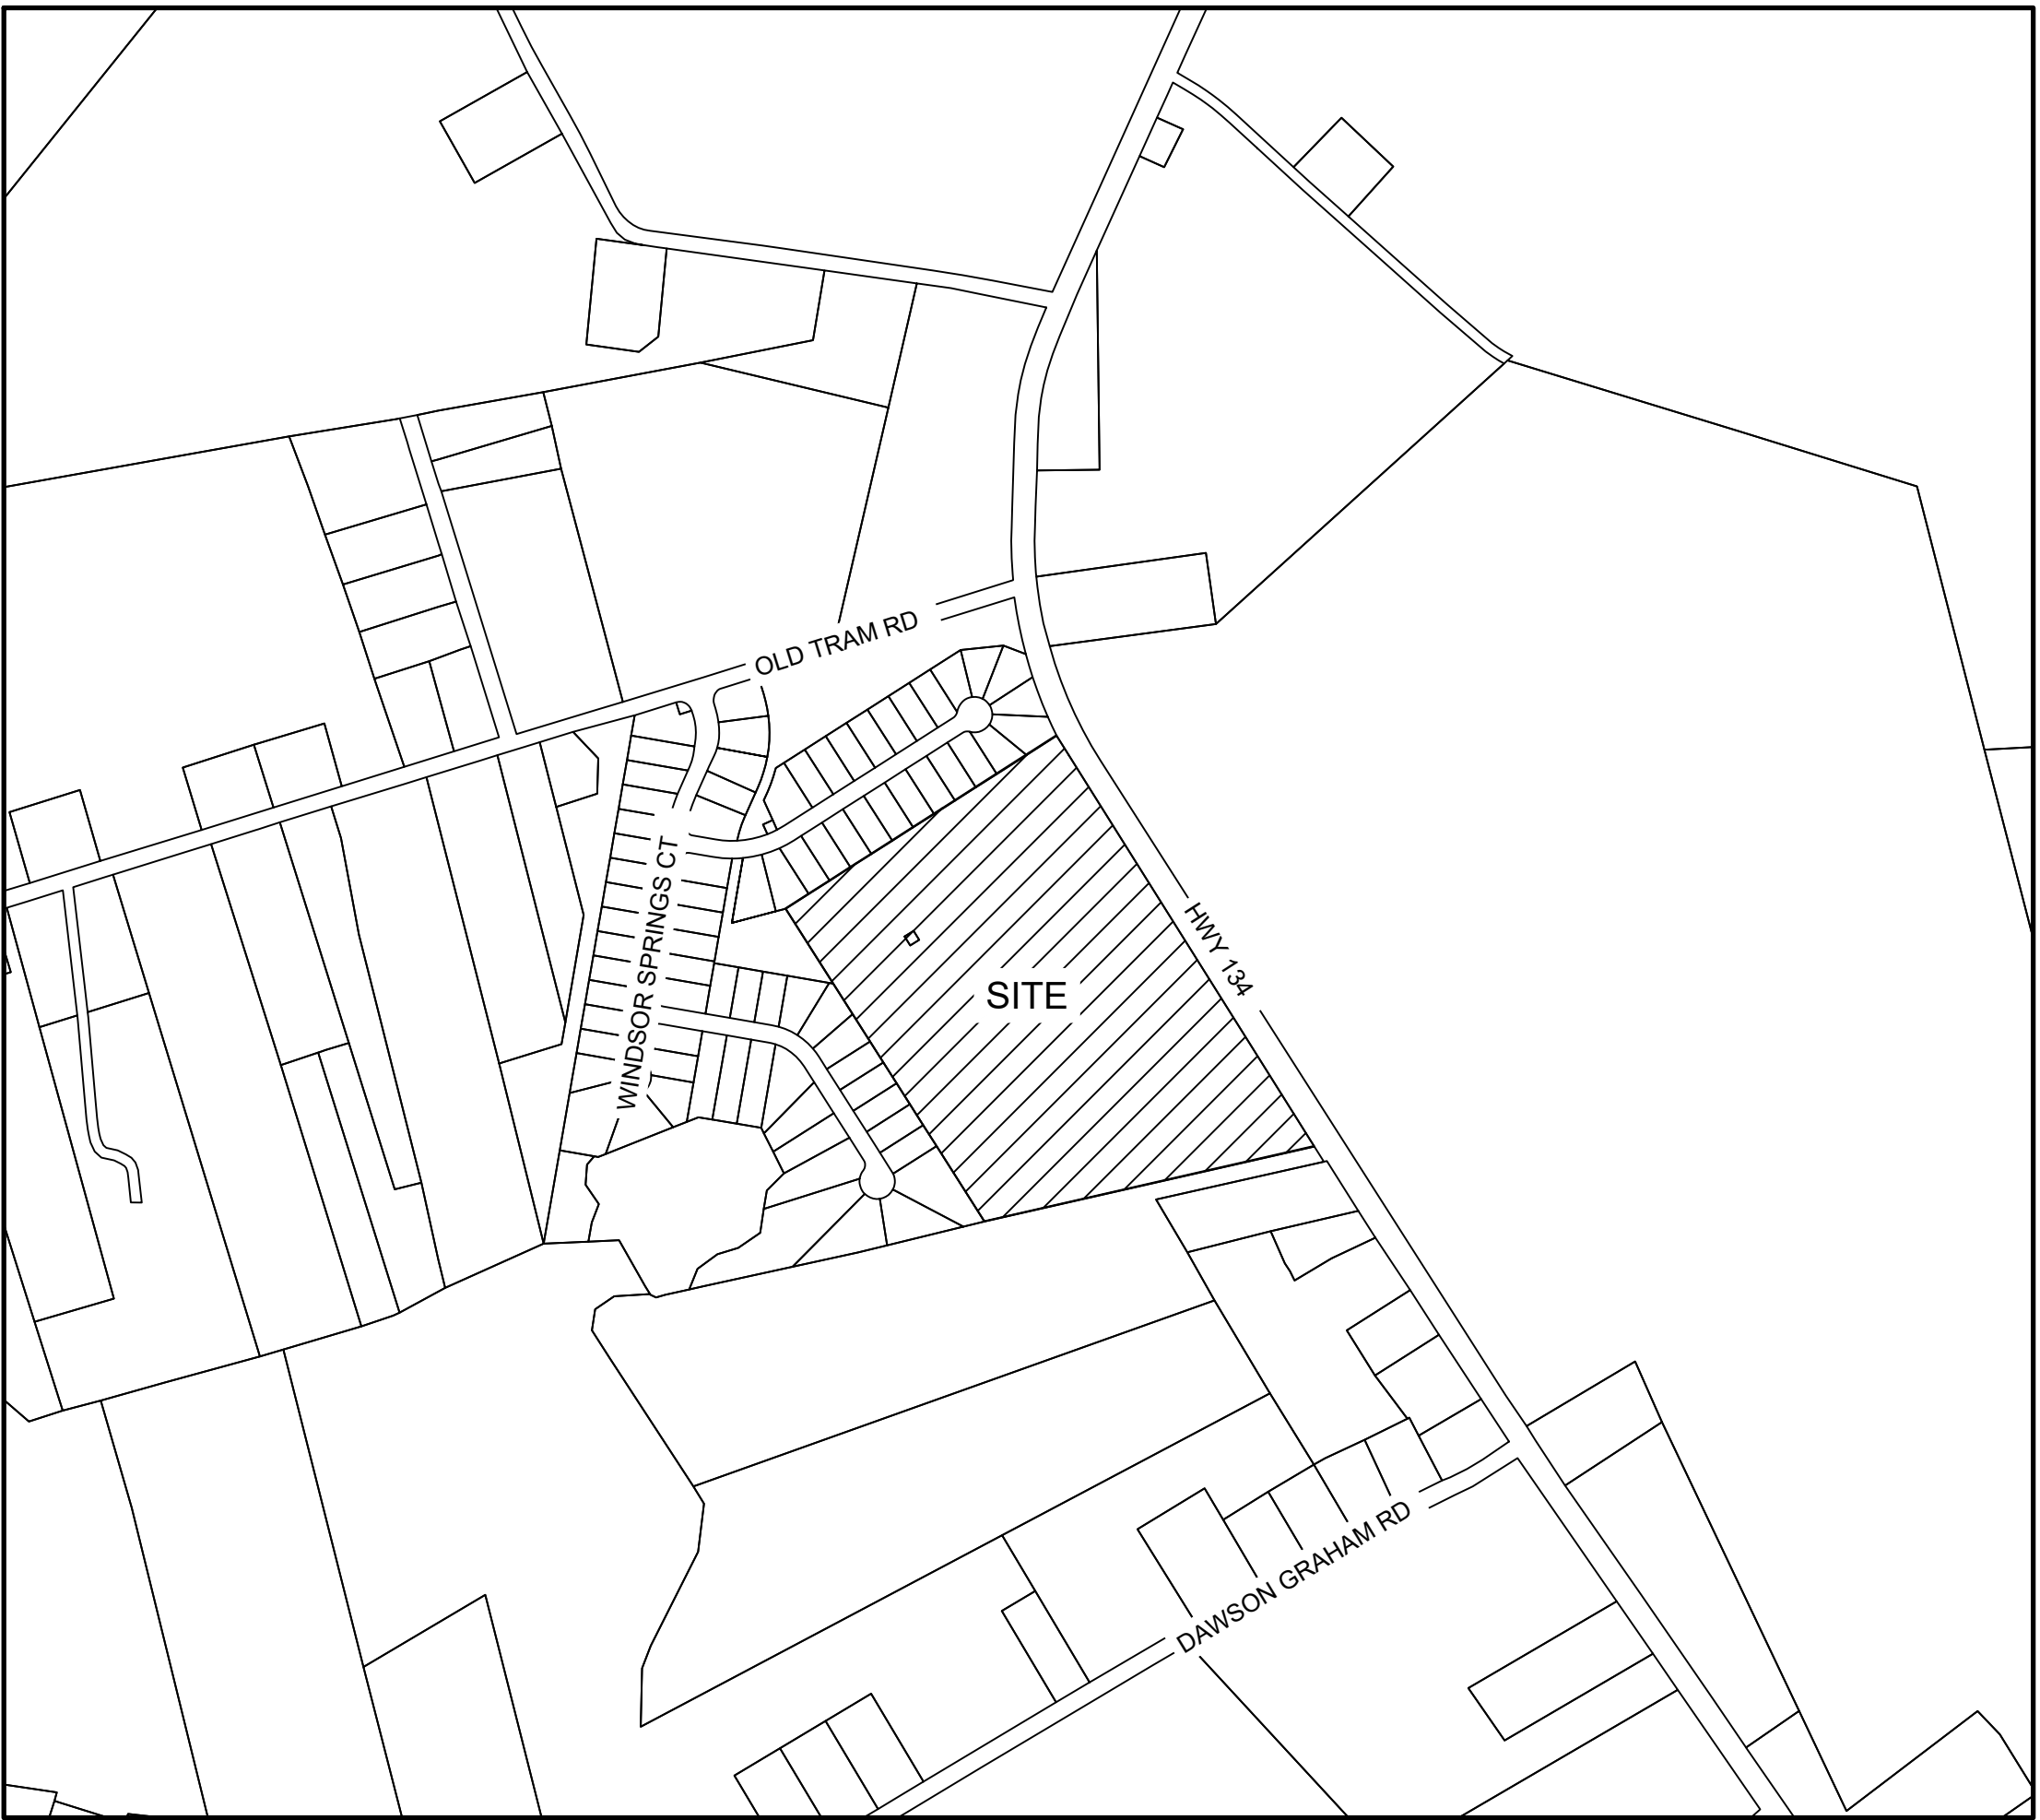 OLD TRAM RD
WINDSOR SPRINGS CT
HWY 134
SITE
DAWSON GRAHAM RD